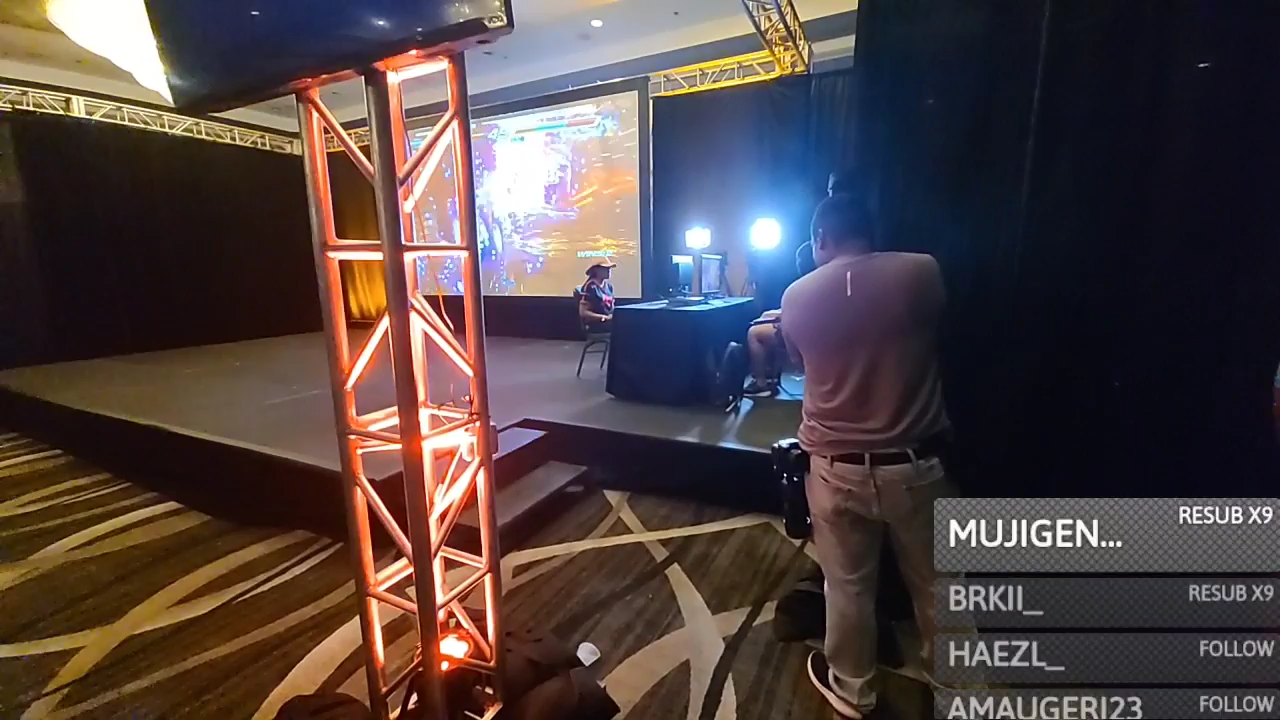 MUJIGEN... RESUB X9
BRKII_ RESUB X9
HAEZL_ FOLLOW
AMAUGERI23 FOLLOW